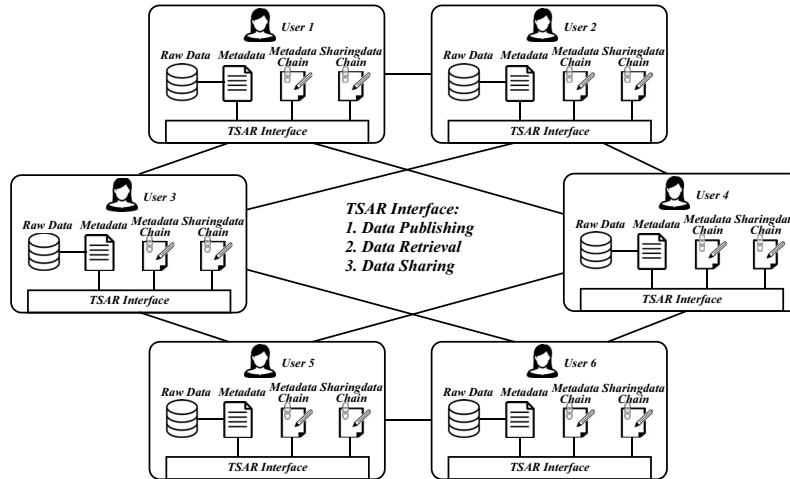 User 1
Raw Data Metadata Metadata Chain Sharingdata Chain
TSAR Interface
User 2
Raw Data Metadata Metadata Chain Sharingdata Chain
TSAR Interface
User 3
Raw Data Metadata Metadata Chain Sharingdata Chain
TSAR Interface
TSAR Interface:
1. Data Publishing
2. Data Retrieval
3. Data Sharing
User 4
Raw Data Metadata Metadata Chain Sharingdata Chain
TSAR Interface
User 5
Raw Data Metadata Metadata Chain Sharingdata Chain
TSAR Interface
User 6
Raw Data Metadata Metadata Chain Sharingdata Chain
TSAR Interface